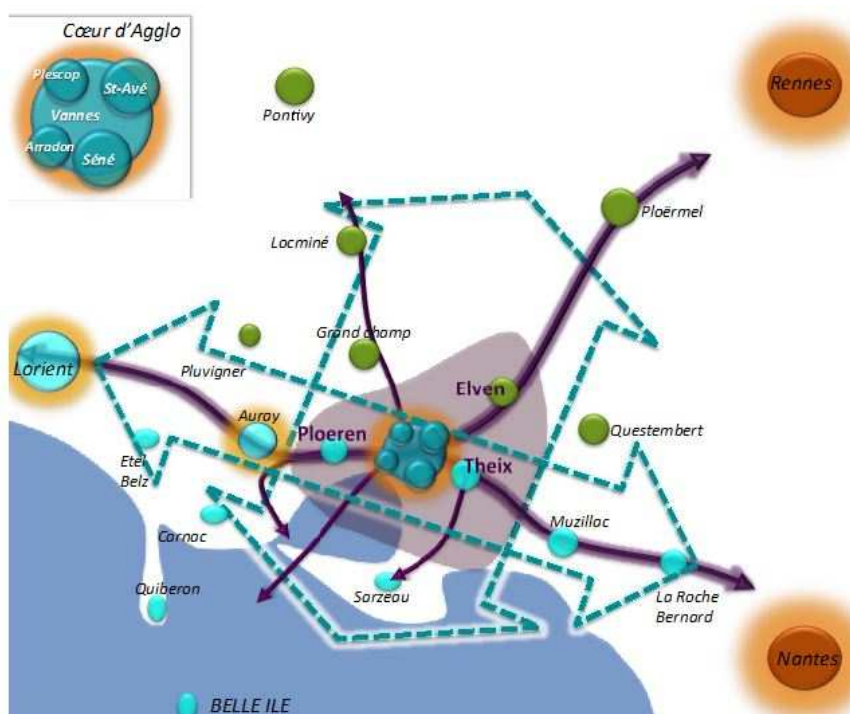 Cœur d'Agglo
Plescop
St-Avé
Vannes
Arradon
Séné
Pontivy
Rennes
Ploërmel
Locminé
Grand champ
Pluvigner
Lorient
Elven
Auray
Ploeren
Questembert
Etel
Belz
Theix
Carnac
Muzillac
Quiberon
Sarzeau
La Roche
Bernard
Nantes
BELLE ILE